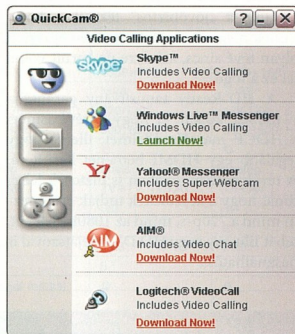 QuickCam®
Video Calling Applications
skype
Skype™
Includes Video Calling
Download Now!
Windows Live™ Messenger
Includes Video Calling
Launch Now!
Y!
Yahoo!® Messenger
Includes Super Webcam
Download Now!
AIM
AIM®
Includes Video Chat
Download Now!
Logitech® VideoCall
Includes Video Calling
Download Now!